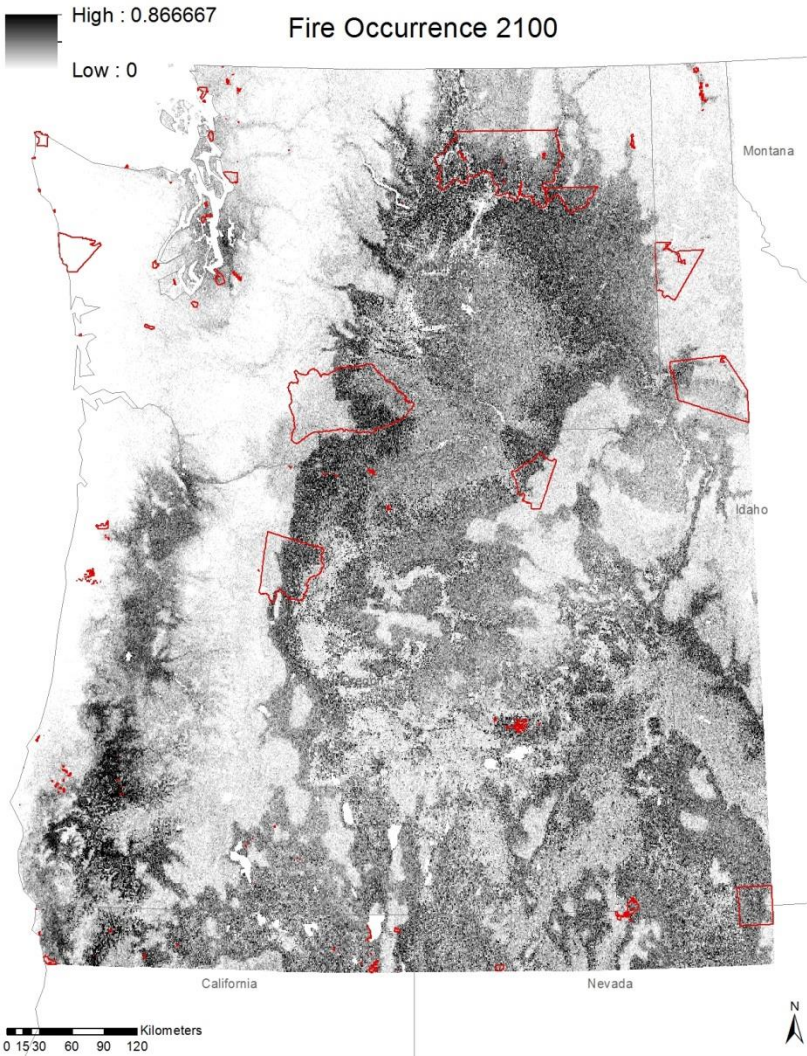 High : 0.866667
Fire Occurrence 2100
Low : 0
Montana
Idaho
California
Nevada
N
Kilometers
0 15 30 60 90 120